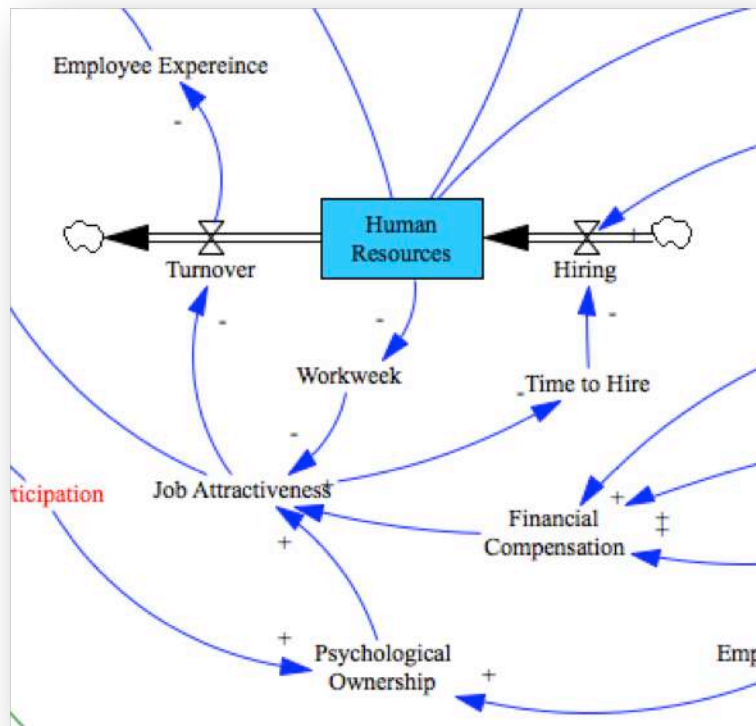 Employee Expereince
-
Human
Resources
+
Turnover
Hiring
-
-
-
Workweek
Time to Hire
-
-
ticipation
Job Attractiveness
+
Financial
Compensation
+
+
+
+
+
Psychological
Ownership
+
Emp